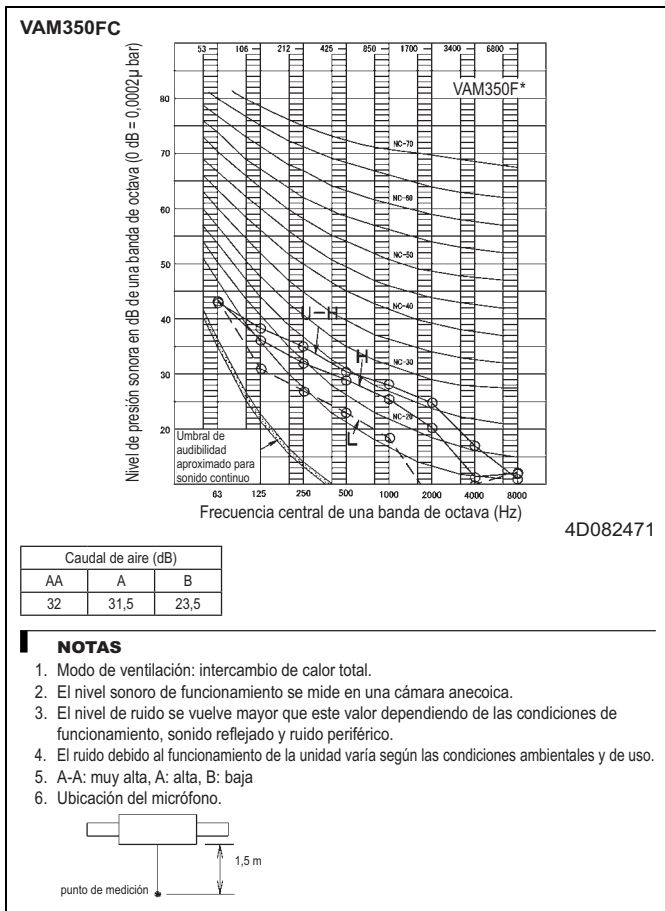 VAM350FC
Nivel de presión sonora en dB de una banda de octava (0 dB = 0,0002µ bar)
53 106 212 425 850 1700 3400 6800
VAM350F*
80
70
60
50
40
30
20
NC-70
NC-60
NC-50
NC-40
NC-30
NC-20
U-H
H
L
Umbral de
audibilidad
aproximado para
sonido continuo
63 125 250 500 1000 2000 4000 8000
Frecuencia central de una banda de octava (Hz)
4D082471
Caudal de aire (dB)
AA A B
32 31,5 23,5
NOTAS
1. Modo de ventilación: intercambio de calor total.
2. El nivel sonoro de funcionamiento se mide en una cámara anecoica.
3. El nivel de ruido se vuelve mayor que este valor dependiendo de las condiciones de
funcionamiento, sonido reflejado y ruido periférico.
4. El ruido debido al funcionamiento de la unidad varía según las condiciones ambientales y de uso.
5. A-A: muy alta, A: alta, B: baja
6. Ubicación del micrófono.
1,5 m
punto de medición